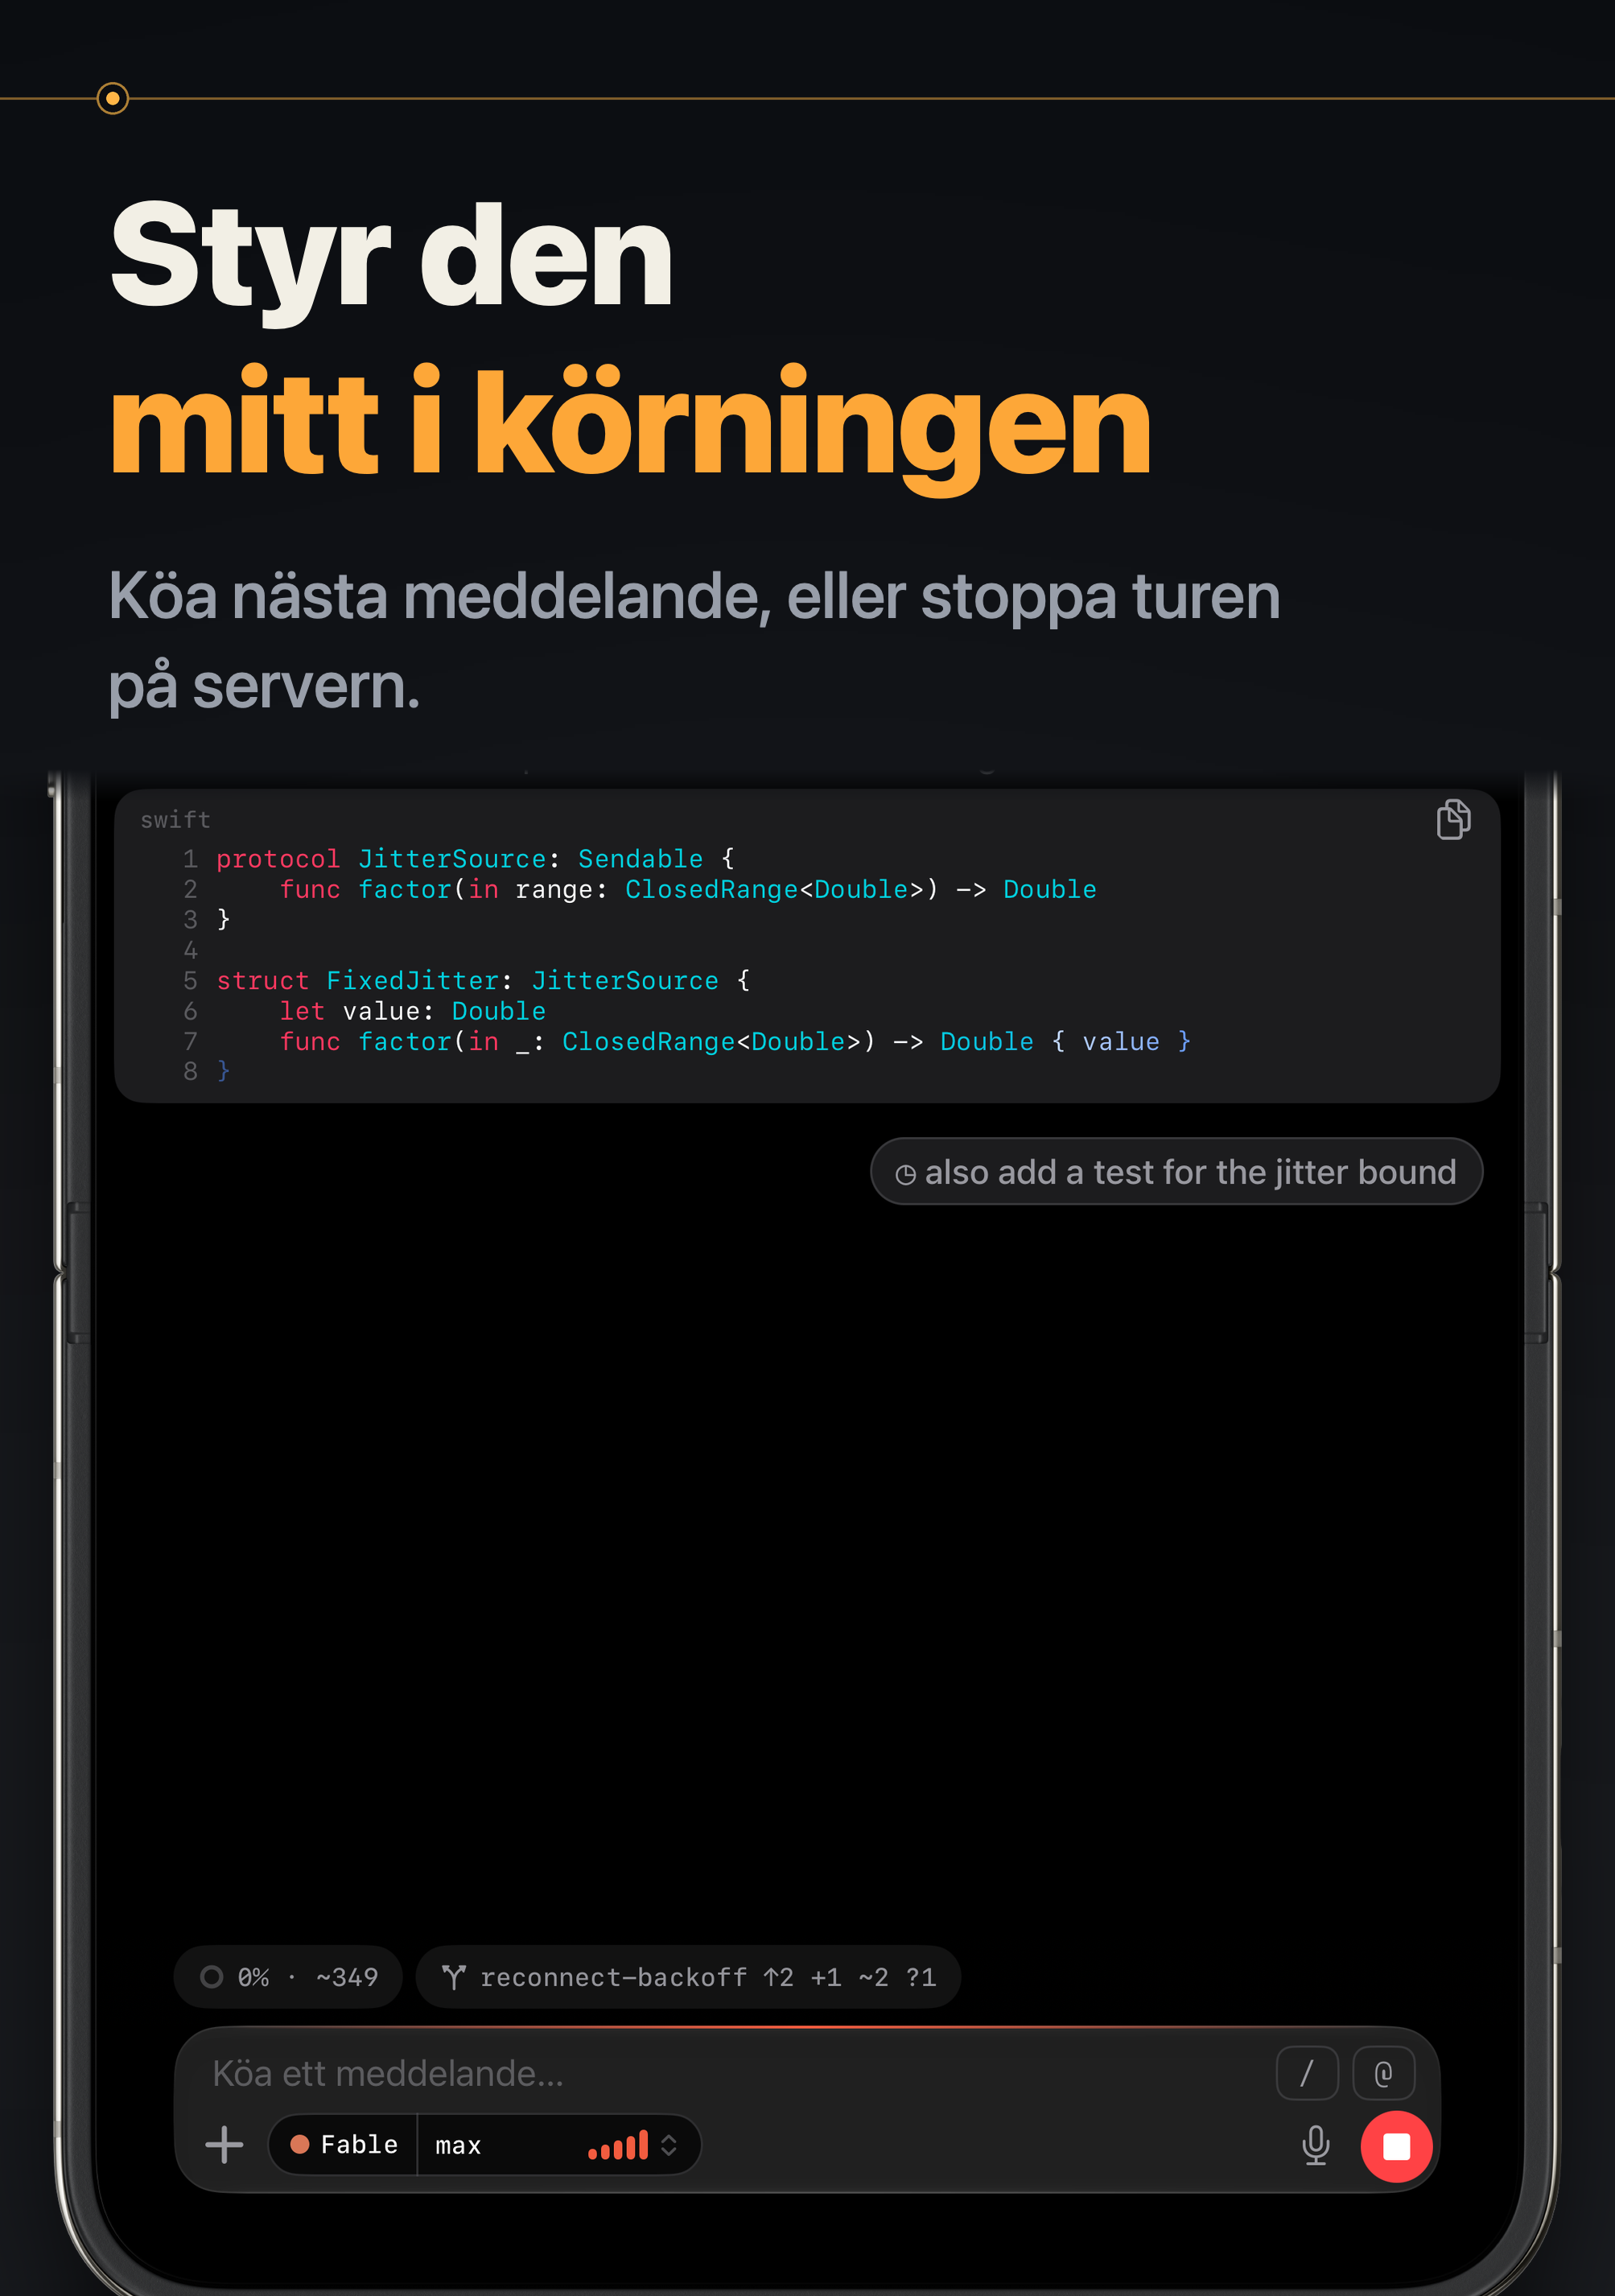 Styr den
mitt i körningen
Köa nästa meddelande, eller stoppa turen
på servern.
swift
1 protocol JitterSource: Sendable {
2     func factor(in range: ClosedRange<Double>) -> Double
3 }
4
5 struct FixedJitter: JitterSource {
6     let value: Double
7     func factor(in _: ClosedRange<Double>) -> Double { value }
8 }
also add a test for the jitter bound
0% · ~349
reconnect-backoff ↑2 +1 ~2 ?1
Köa ett meddelande...
/ @
Fable max